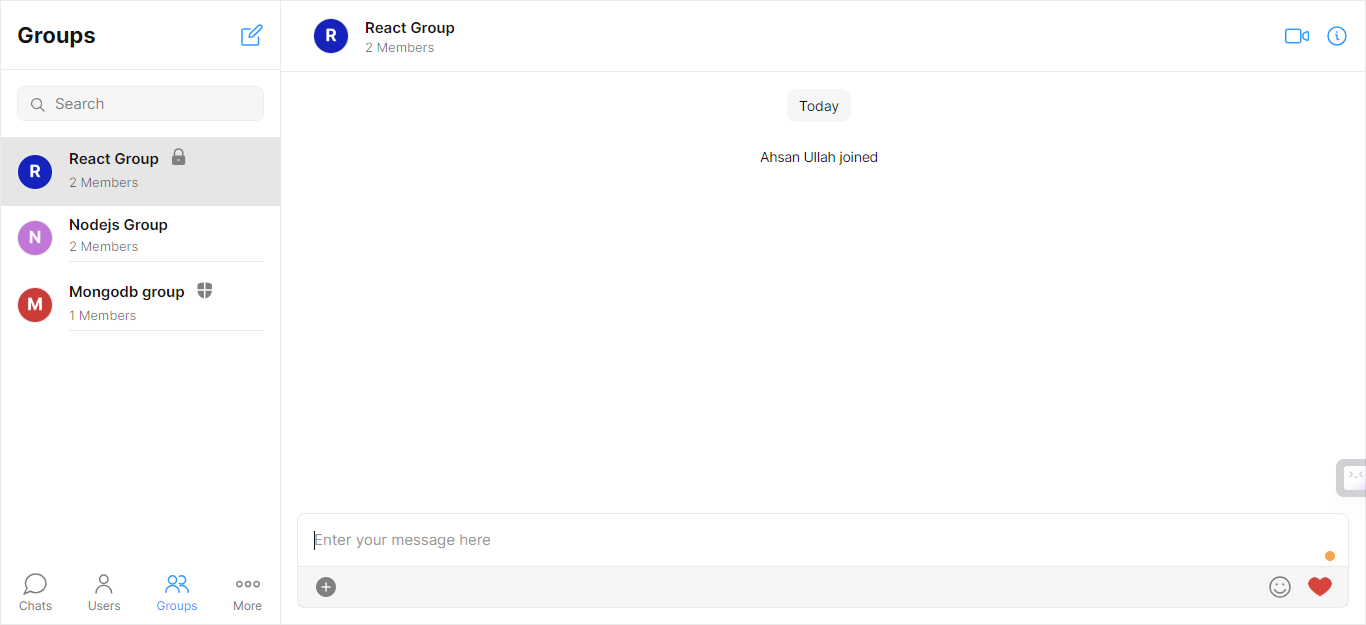 Groups
Search
R
React Group
2 Members
N
Nodejs Group
2 Members
M
Mongodb group
1 Members
Chats
Users
Groups
More
R
React Group
2 Members
Today
Ahsan Ullah joined
Enter your message here